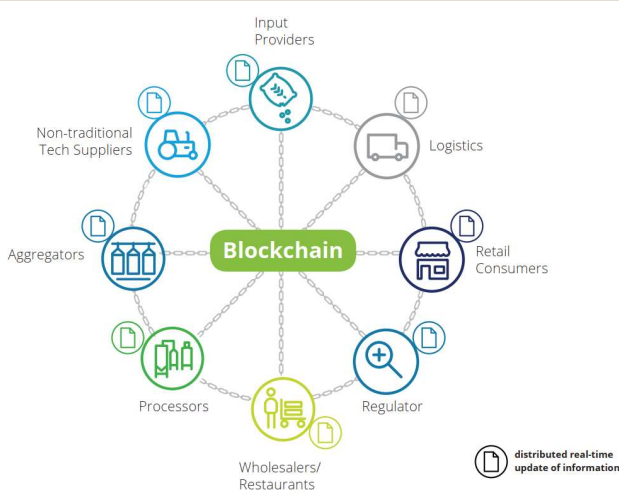 Input
Providers
Non-traditional
Tech Suppliers
Logistics
Aggregators
Blockchain
Retail
Consumers
Processors
Regulator
Wholesalers/
Restaurants
distributed real-time
update of information